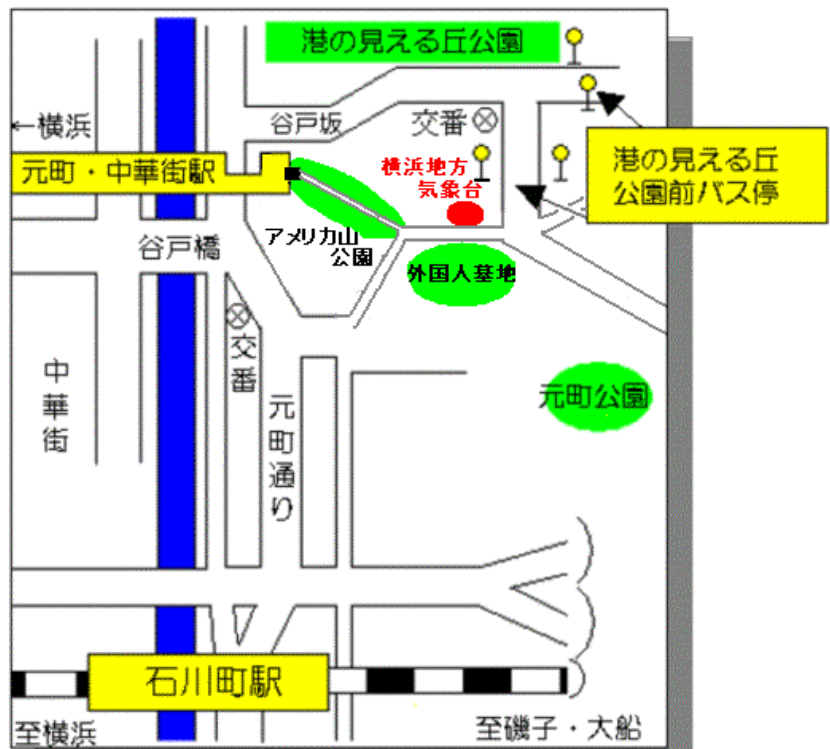 港の見える丘公園
←横浜
谷戸坂
交番
横浜地方
気象台
港の見える丘
公園前バス停
元町・中華街駅
アメリカ山
公園
谷戸橋
外国人墓地
交番
中華街
元町公園
元町通り
石川町駅
至横浜
至磯子・大船